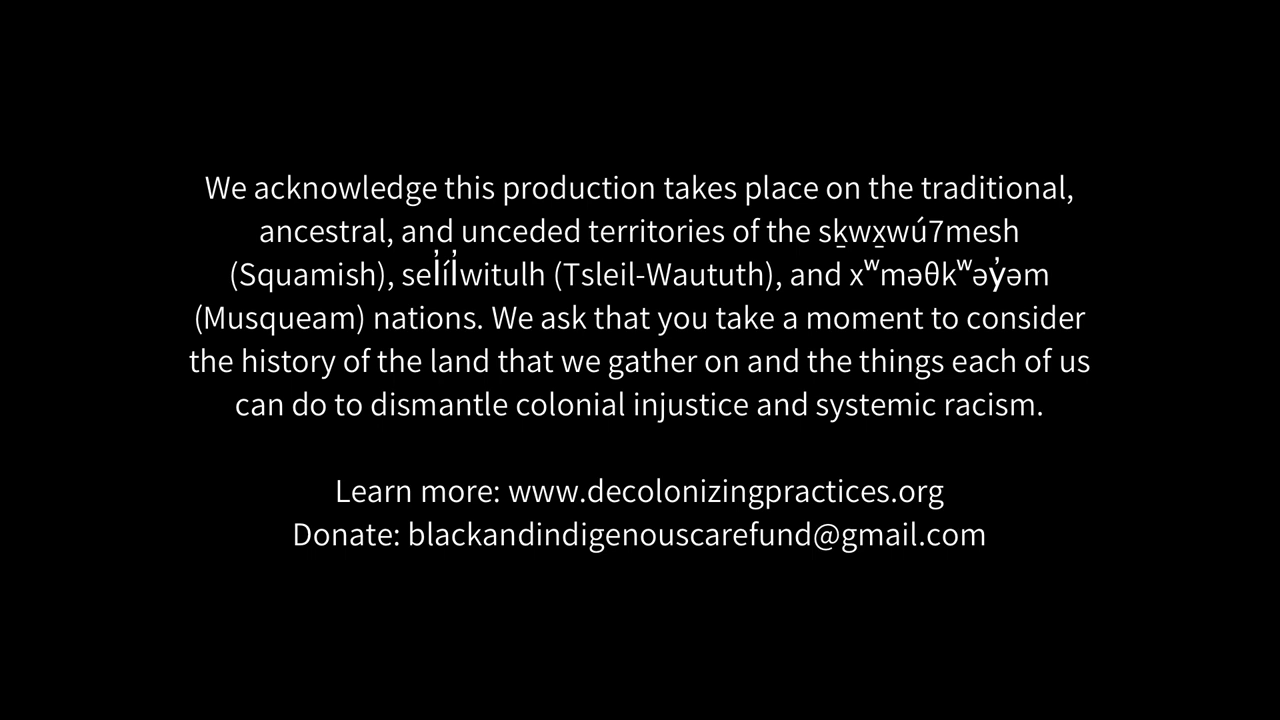 We acknowledge this production takes place on the traditional,
ancestral, and unceded territories of the sḵwx̱wú7mesh
(Squamish), sel̓íl̓witulh (Tsleil-Waututh), and xʷməθkʷəy̓əm
(Musqueam) nations. We ask that you take a moment to consider
the history of the land that we gather on and the things each of us
can do to dismantle colonial injustice and systemic racism.
Learn more: www.decolonizingpractices.org
Donate: blackandindigenouscarefund@gmail.com